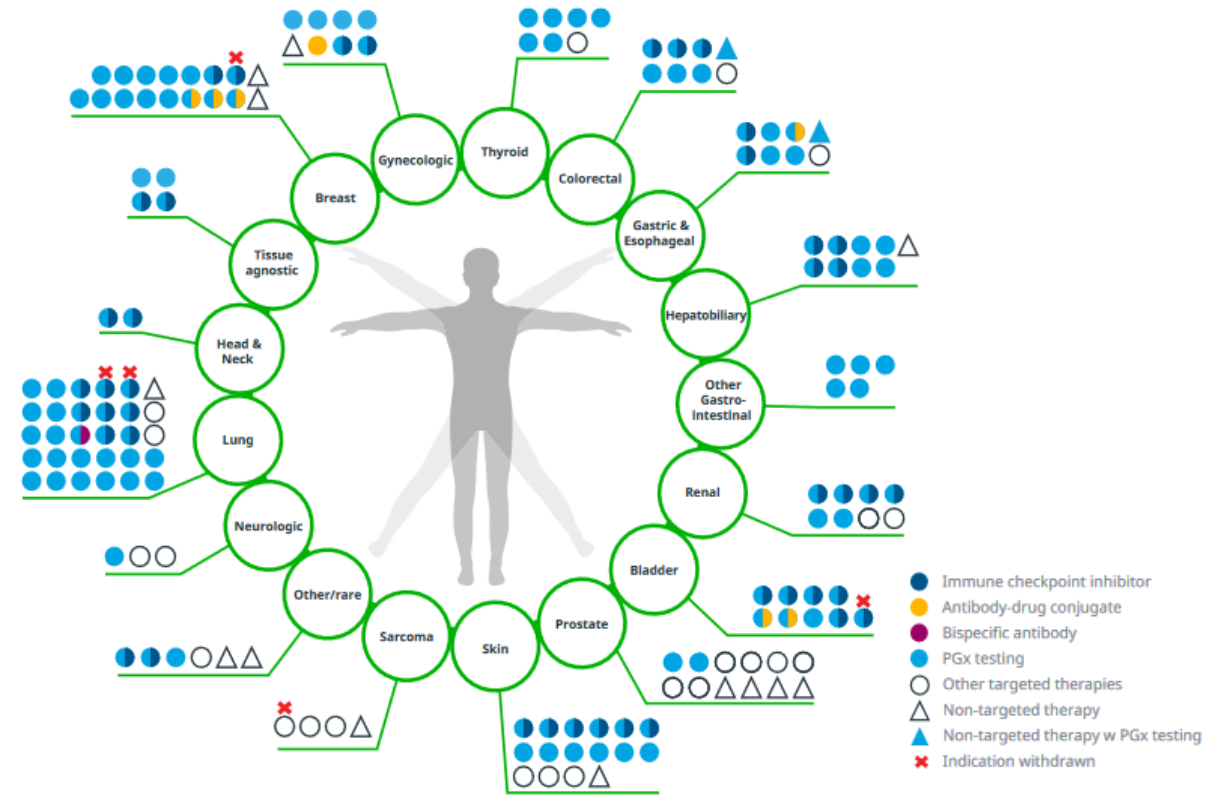 Thyroid
Gynecologic
Colorectal
Breast
Gastric &
Esophageal
Tissue
agnostic
Hepatobiliary
Head &
Neck
Other
Gastro-
intestinal
Lung
Renal
Neurologic
Bladder
Other/rare
Prostate
Sarcoma
Skin
Immune checkpoint inhibitor
Antibody-drug conjugate
Bispecific antibody
PGx testing
Other targeted therapies
Non-targeted therapy
Non-targeted therapy w PGx testing
Indication withdrawn